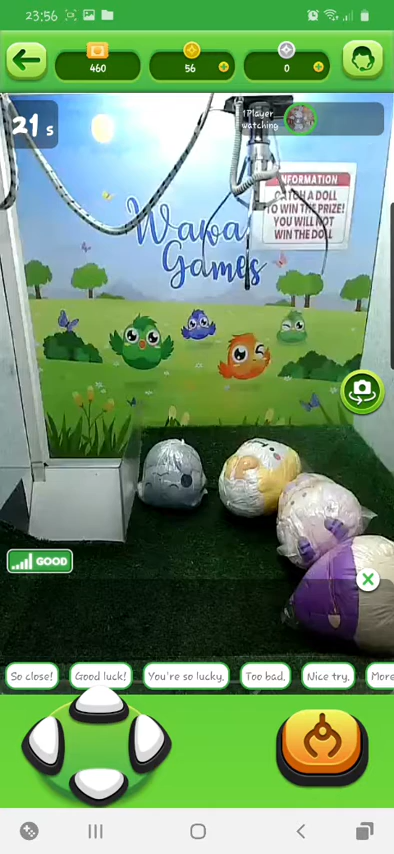 23:56
460
56
0
21 s
1Player
watching
INFORMATION
CATCH A DOLL
TO WIN THE PRIZE!
YOU WILL NOT
WIN THE DOLL
Wawa
Games
GOOD
So close!
Good luck!
You're so lucky,
Too bad,
Nice try,
More